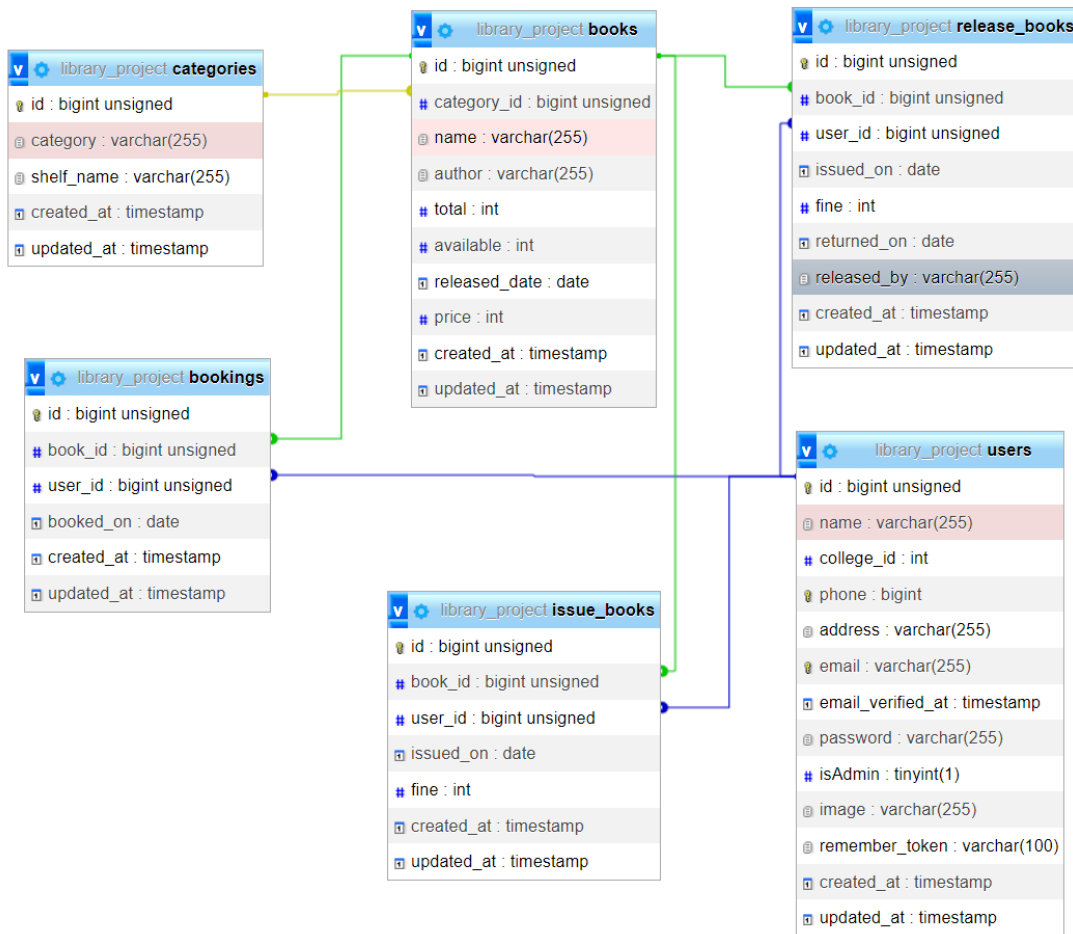 library_project categories
id : bigint unsigned
category : varchar(255)
shelf_name : varchar(255)
created_at : timestamp
updated_at : timestamp
library_project books
id : bigint unsigned
category_id : bigint unsigned
name : varchar(255)
author : varchar(255)
total : int
available : int
released_date : date
price : int
created_at : timestamp
updated_at : timestamp
library_project release_books
id : bigint unsigned
book_id : bigint unsigned
user_id : bigint unsigned
issued_on : date
fine : int
returned_on : date
released_by : varchar(255)
created_at : timestamp
updated_at : timestamp
library_project bookings
id : bigint unsigned
book_id : bigint unsigned
user_id : bigint unsigned
booked_on : date
created_at : timestamp
updated_at : timestamp
library_project issue_books
id : bigint unsigned
book_id : bigint unsigned
user_id : bigint unsigned
issued_on : date
fine : int
created_at : timestamp
updated_at : timestamp
library_project users
id : bigint unsigned
name : varchar(255)
college_id : int
phone : bigint
address : varchar(255)
email : varchar(255)
email_verified_at : timestamp
password : varchar(255)
isAdmin : tinyint(1)
image : varchar(255)
remember_token : varchar(100)
created_at : timestamp
updated_at : timestamp